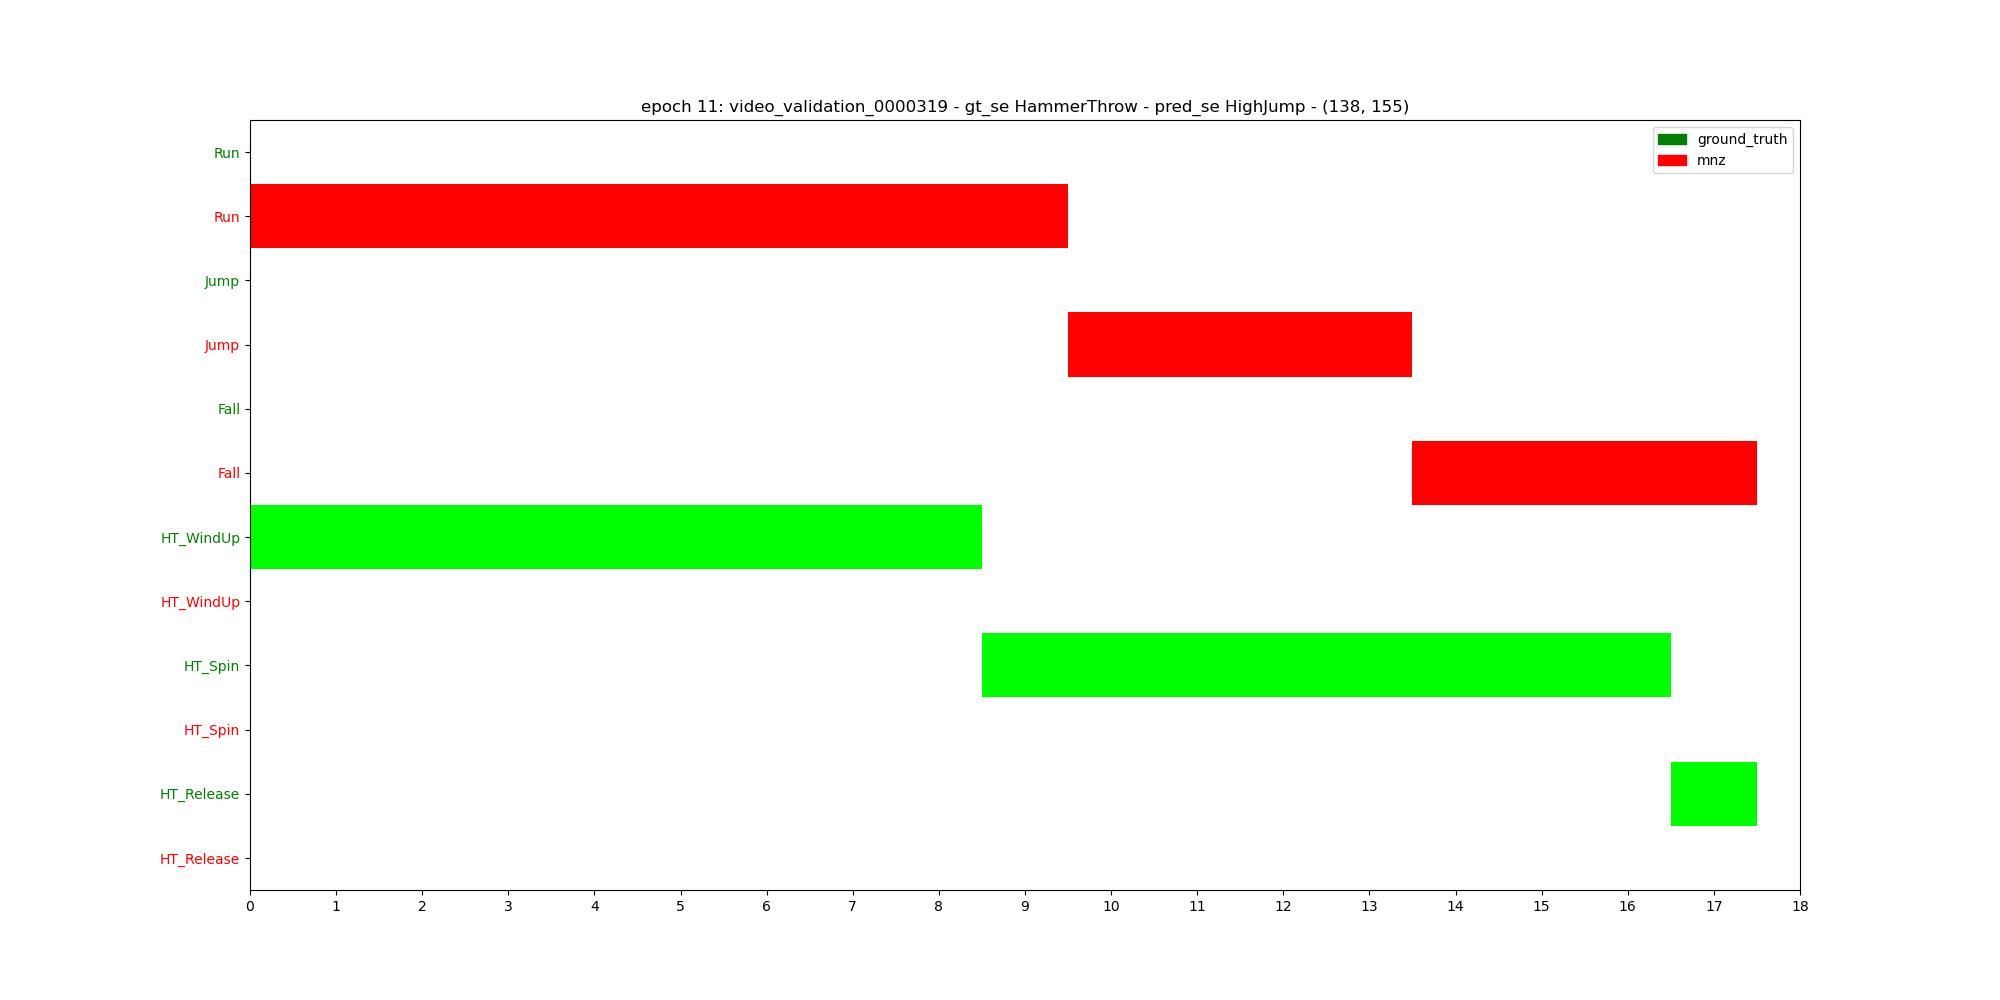 epoch 11: video_validation_0000319 - gt_se HammerThrow - pred_se HighJump - (138, 155)
ground_truth
mnz
Run
Run
Jump
Jump
Fall
Fall
HT_WindUp
HT_WindUp
HT_Spin
HT_Spin
HT_Release
HT_Release
0 1 2 3 4 5 6 7 8 9 10 11 12 13 14 15 16 17 18